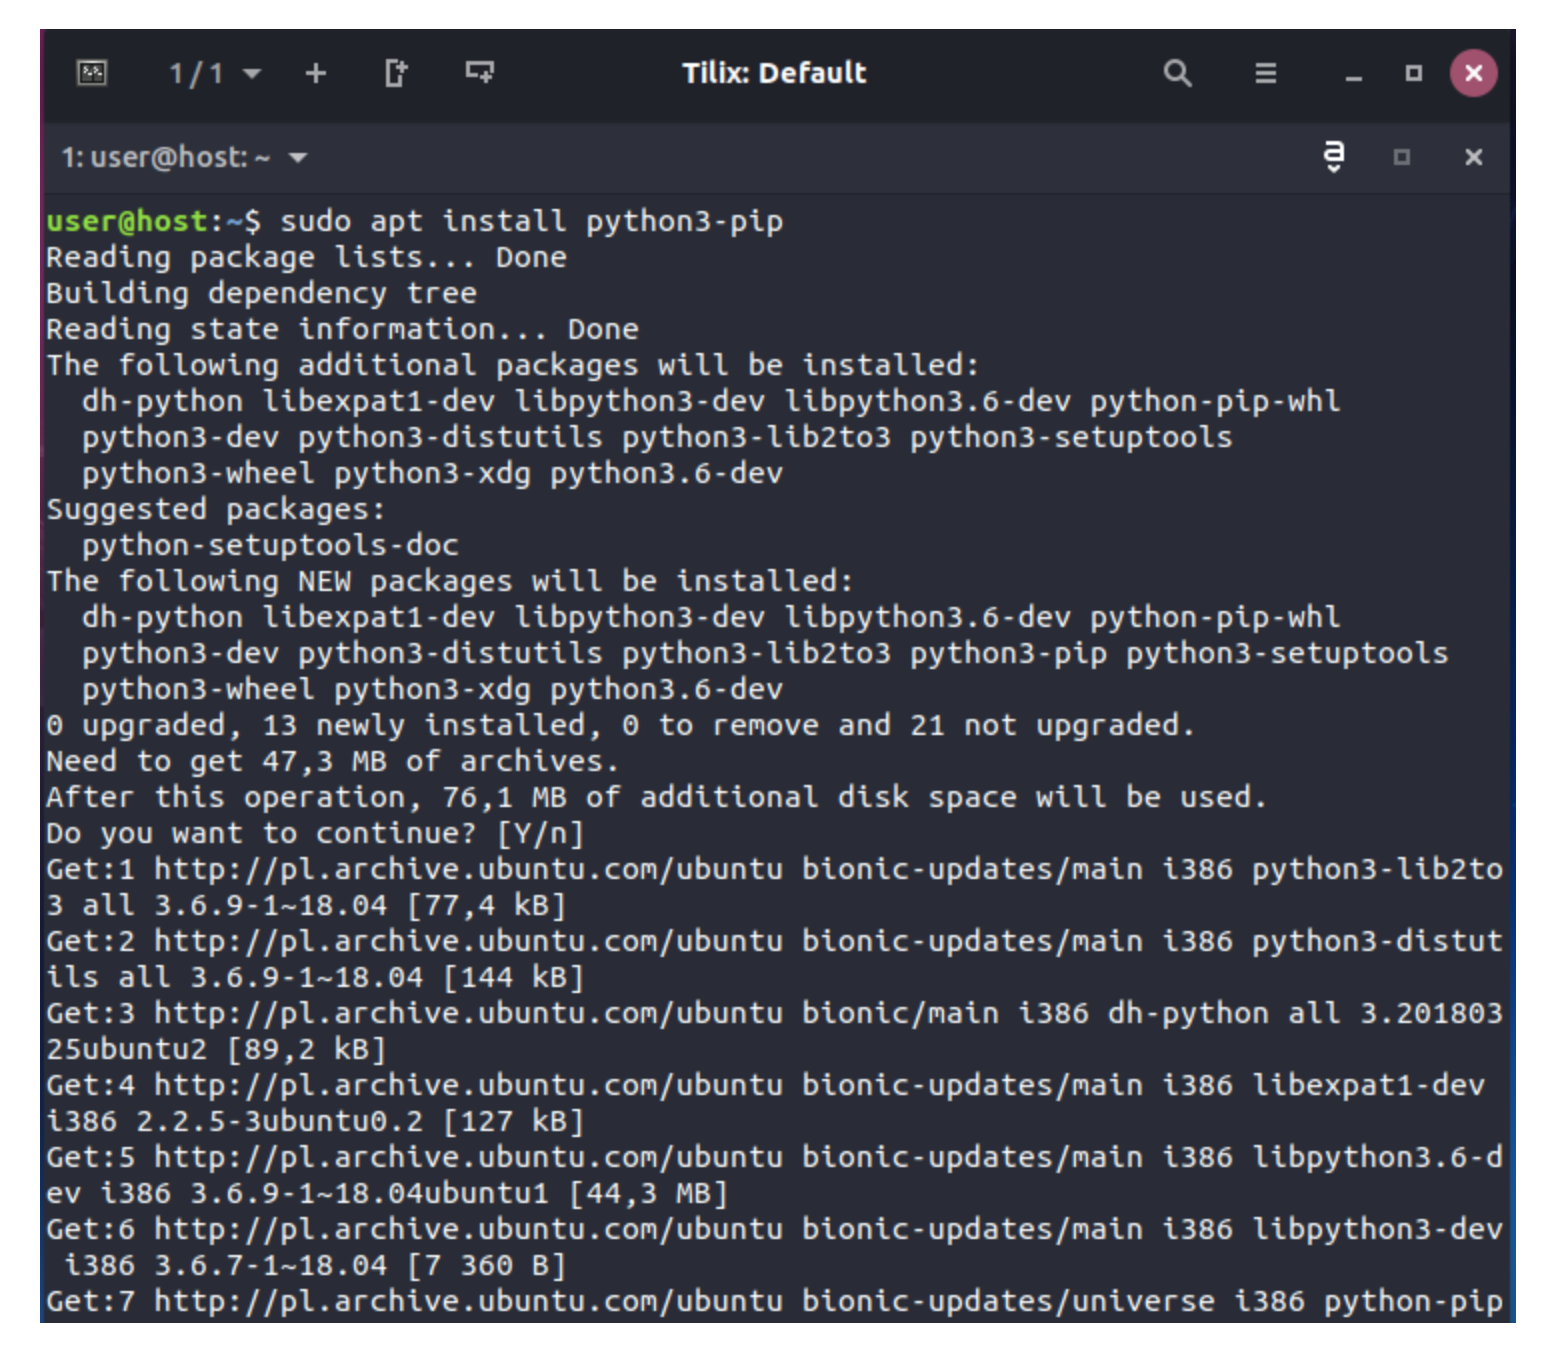 1/1
Tilix: Default
1: user@host: ~
user@host:~$ sudo apt install python3-pip
Reading package lists... Done
Building dependency tree
Reading state information... Done
The following additional packages will be installed:
  dh-python libexpat1-dev libpython3-dev libpython3.6-dev python-pip-whl
  python3-dev python3-distutils python3-lib2to3 python3-setuptools
  python3-wheel python3-xdg python3.6-dev
Suggested packages:
  python-setuptools-doc
The following NEW packages will be installed:
  dh-python libexpat1-dev libpython3-dev libpython3.6-dev python-pip-whl
  python3-dev python3-distutils python3-lib2to3 python3-pip python3-setuptools
  python3-wheel python3-xdg python3.6-dev
0 upgraded, 13 newly installed, 0 to remove and 21 not upgraded.
Need to get 47,3 MB of archives.
After this operation, 76,1 MB of additional disk space will be used.
Do you want to continue? [Y/n]
Get:1 http://pl.archive.ubuntu.com/ubuntu bionic-updates/main i386 python3-lib2to
3 all 3.6.9-1~18.04 [77,4 kB]
Get:2 http://pl.archive.ubuntu.com/ubuntu bionic-updates/main i386 python3-distut
ils all 3.6.9-1~18.04 [144 kB]
Get:3 http://pl.archive.ubuntu.com/ubuntu bionic/main i386 dh-python all 3.201803
25ubuntu2 [89,2 kB]
Get:4 http://pl.archive.ubuntu.com/ubuntu bionic-updates/main i386 libexpat1-dev
i386 2.2.5-3ubuntu0.2 [127 kB]
Get:5 http://pl.archive.ubuntu.com/ubuntu bionic-updates/main i386 libpython3.6-d
ev i386 3.6.9-1~18.04ubuntu1 [44,3 MB]
Get:6 http://pl.archive.ubuntu.com/ubuntu bionic-updates/main i386 libpython3-dev
 i386 3.6.7-1~18.04 [7 360 B]
Get:7 http://pl.archive.ubuntu.com/ubuntu bionic-updates/universe i386 python-pip